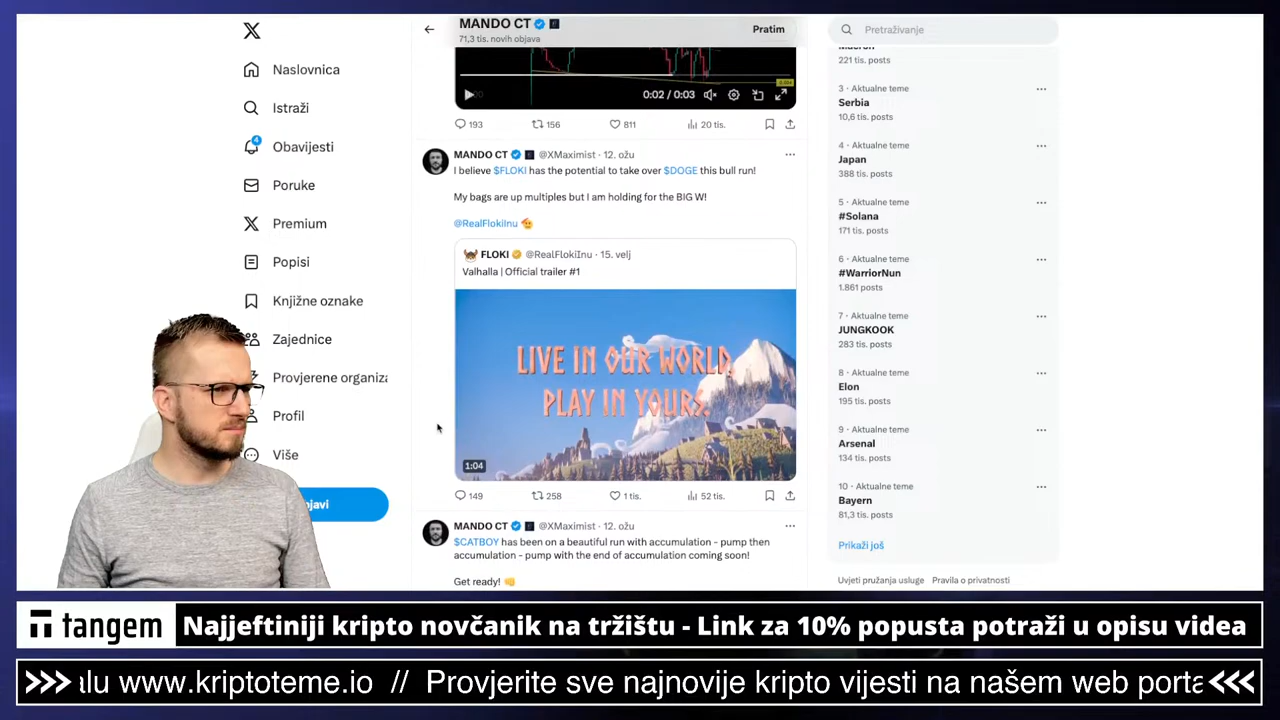 MANDO CT
71,3 tis. novih objava
Pratim
Pretraživanje
Naslovnica
Istraži
4
Obavijesti
Poruke
Premium
Popisi
Knjižne oznake
Zajednice
Provjerene organiza
Profil
Više
javi
0:02 / 0:03
193
156
811
20 tis.
MANDO CT @XMaximist · 12. ožu
I believe $FLOKI has the potential to take over $DOGE this bull run!
My bags are up multiples but I am holding for the BIG W!
@RealFlokiInu
FLOKI @RealFlokiInu · 15. velj
Valhalla | Official trailer #1
LIVE IN OUR WORLD.
PLAY IN YOURS.
1:04
149
258
1 tis.
52 tis.
MANDO CT @XMaximist · 12. ožu
$CATBOY has been on a beautiful run with accumulation - pump then
accumulation - pump with the end of accumulation coming soon!
Get ready!
Macron
221 tis. posts
3 · Aktualne teme
Serbia
10,6 tis. posts
4 · Aktualne teme
Japan
388 tis. posts
5 · Aktualne teme
#Solana
171 tis. posts
6 · Aktualne teme
#WarriorNun
1.861 posts
7 · Aktualne teme
JUNGKOOK
283 tis. posts
8 · Aktualne teme
Elon
195 tis. posts
9 · Aktualne teme
Arsenal
134 tis. posts
10 · Aktualne teme
Bayern
81,3 tis. posts
Prikaži još
Uvjeti pružanja usluge Pravila o privatnosti
tangem
Najjeftiniji kripto novčanik na tržištu - Link za 10% popusta potraži u opisu videa
>>> alu www.kriptoteme.io // Provjerite sve najnovije kripto vijesti na našem web porta <<<